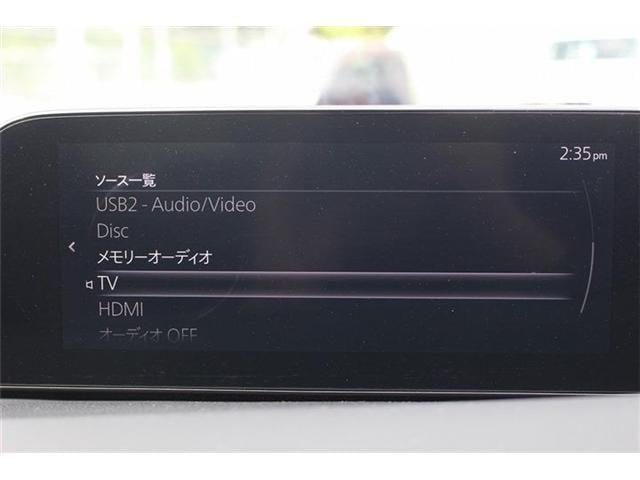 2:35pm
ソース一覧
USB2 - Audio/Video
Disc
メモリーオーディオ
TV
HDMI
オーディオ OFF